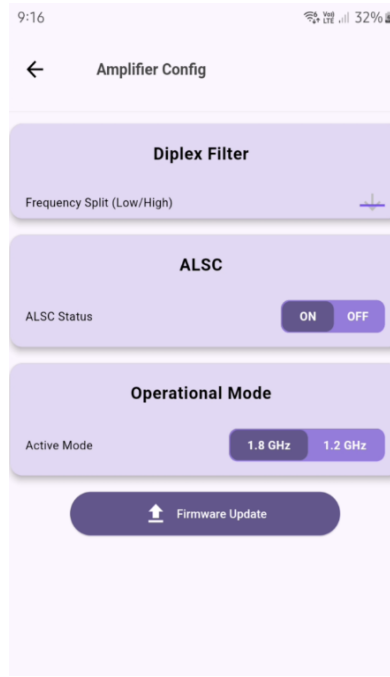 9:16 32%
Amplifier Config
Diplex Filter
Frequency Split (Low/High)
ALSC
ALSC Status ON OFF
Operational Mode
Active Mode 1.8 GHz 1.2 GHz
Firmware Update